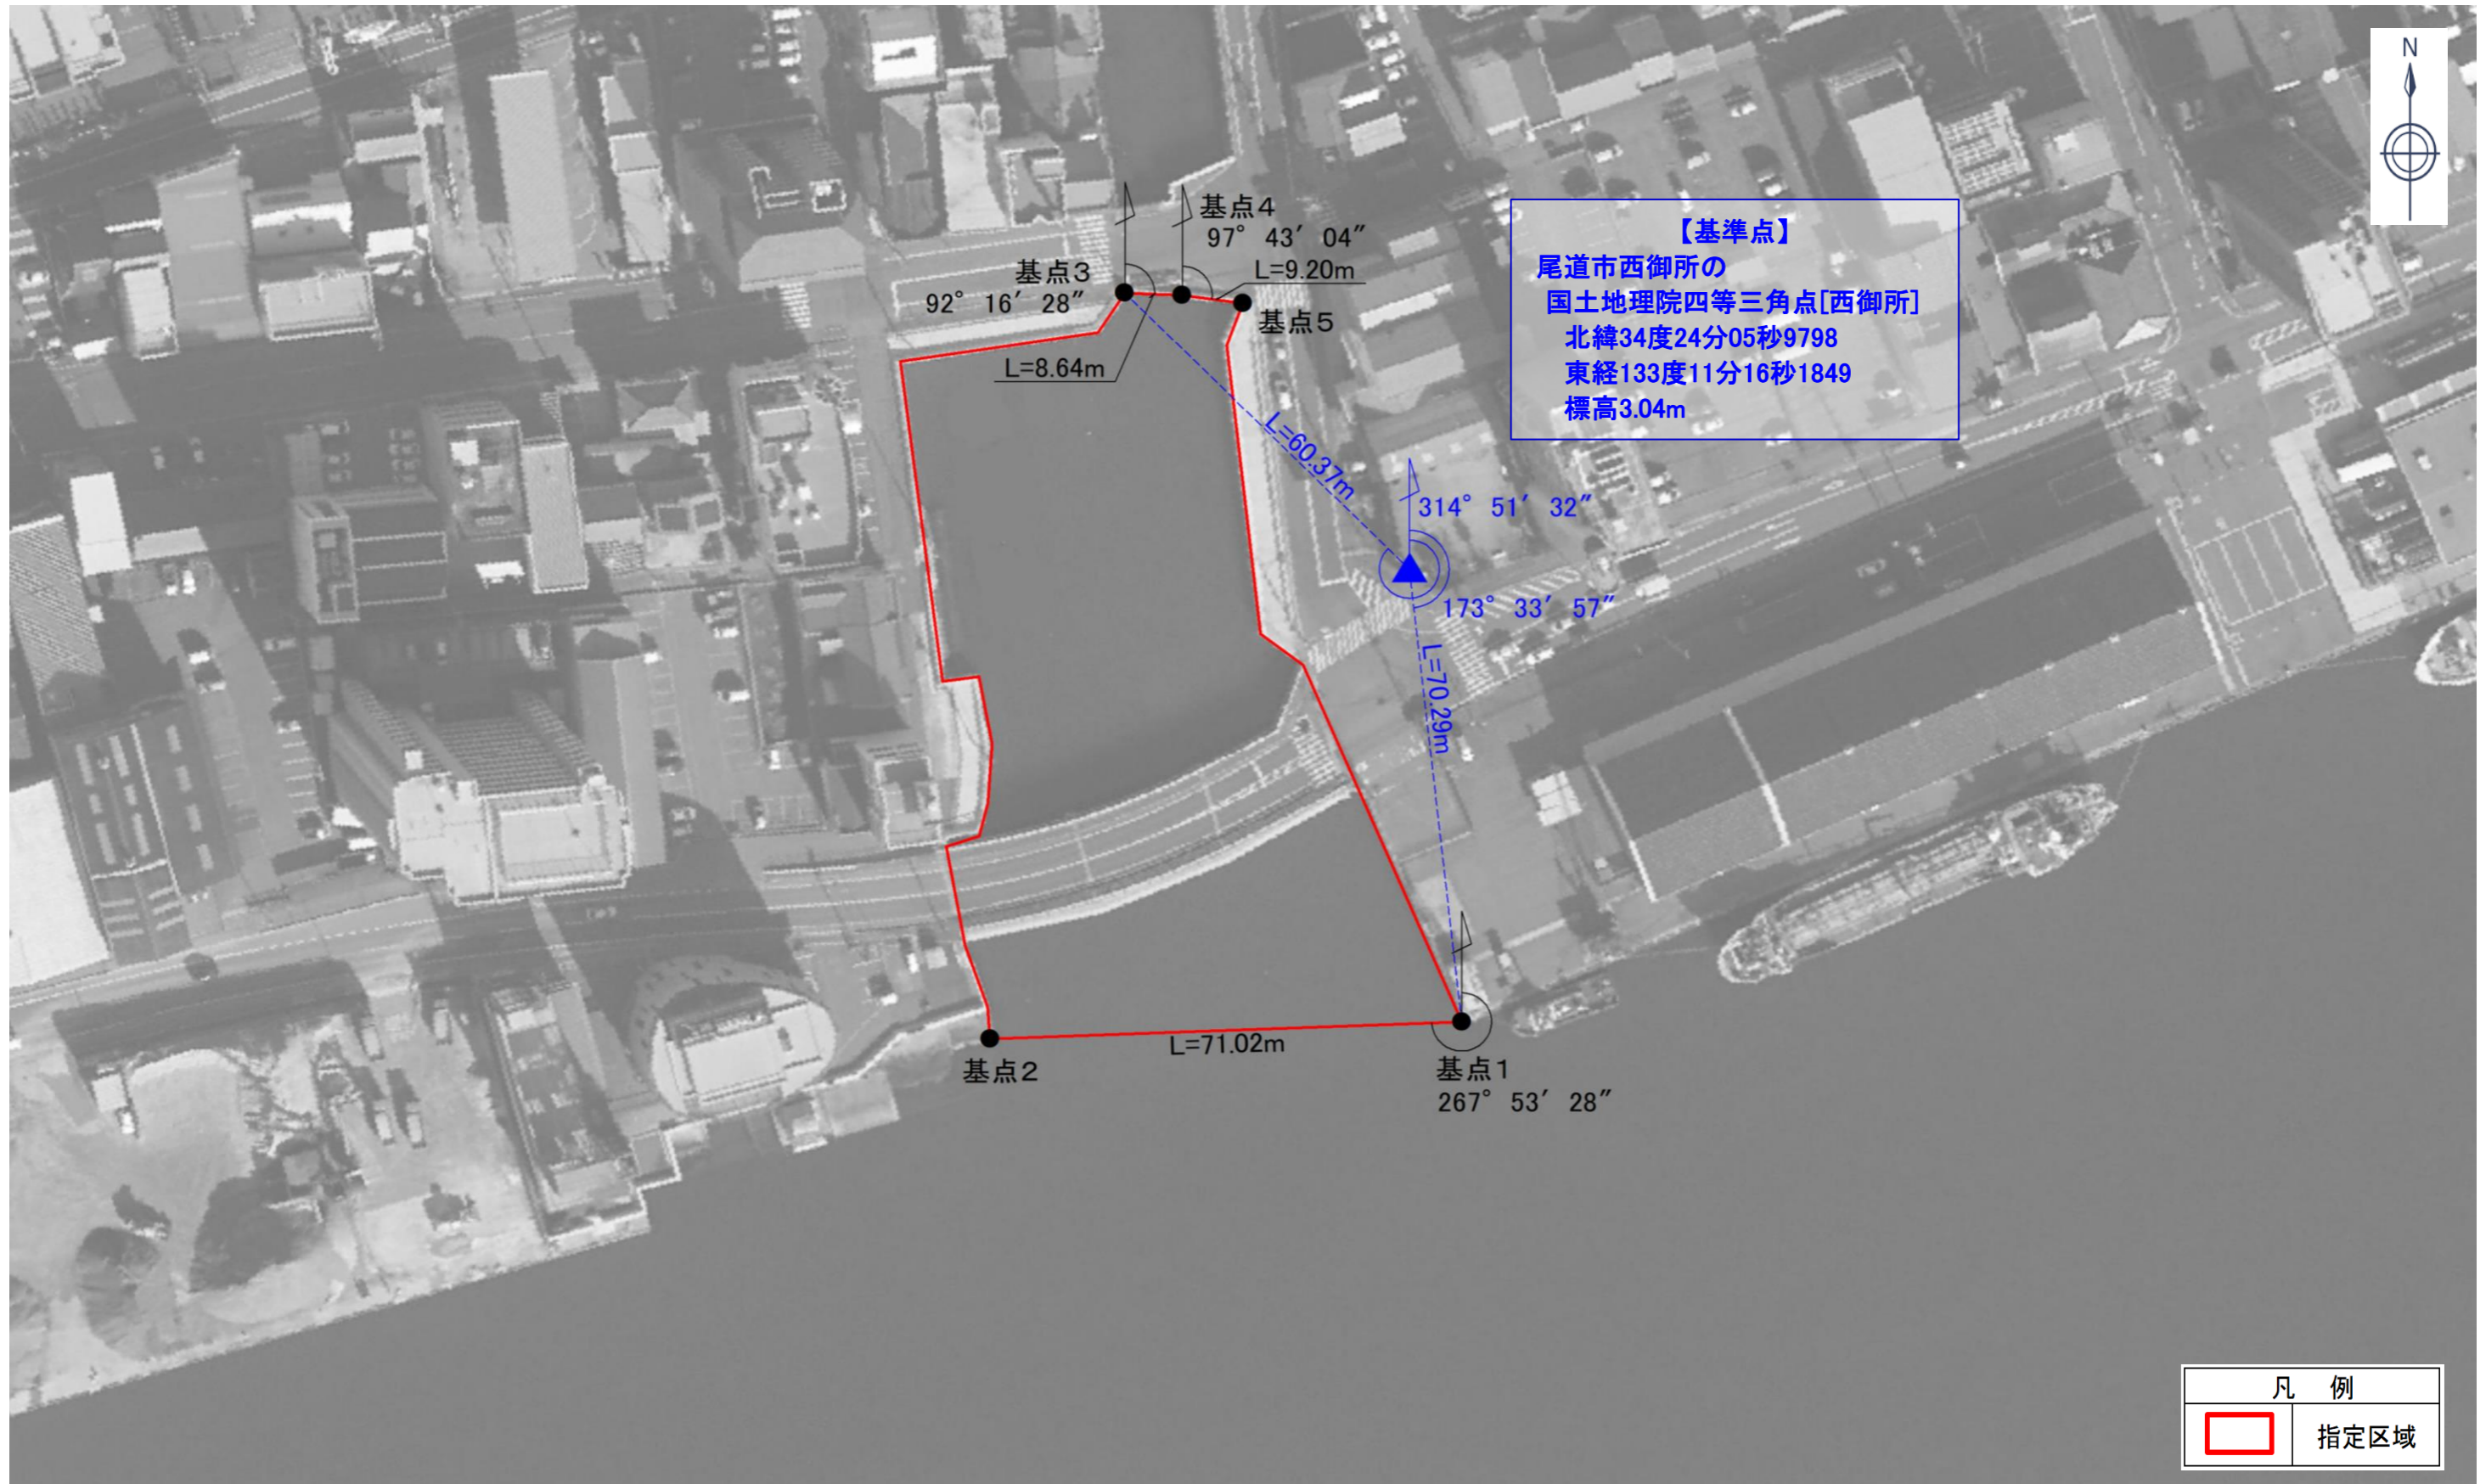 N
基点4
97° 43′ 04″
L=9.20m
基点3
92° 16′ 28″
基点5
L=8.64m
【基準点】
尾道市西御所の
国土地理院四等三角点[西御所]
北緯34度24分05秒9798
東経133度11分16秒1849
標高3.04m
L=60.37m
314° 51′ 32″
173° 33′ 57″
L=70.29m
L=71.02m
基点2
基点1
267° 53′ 28″
凡 例
指定区域